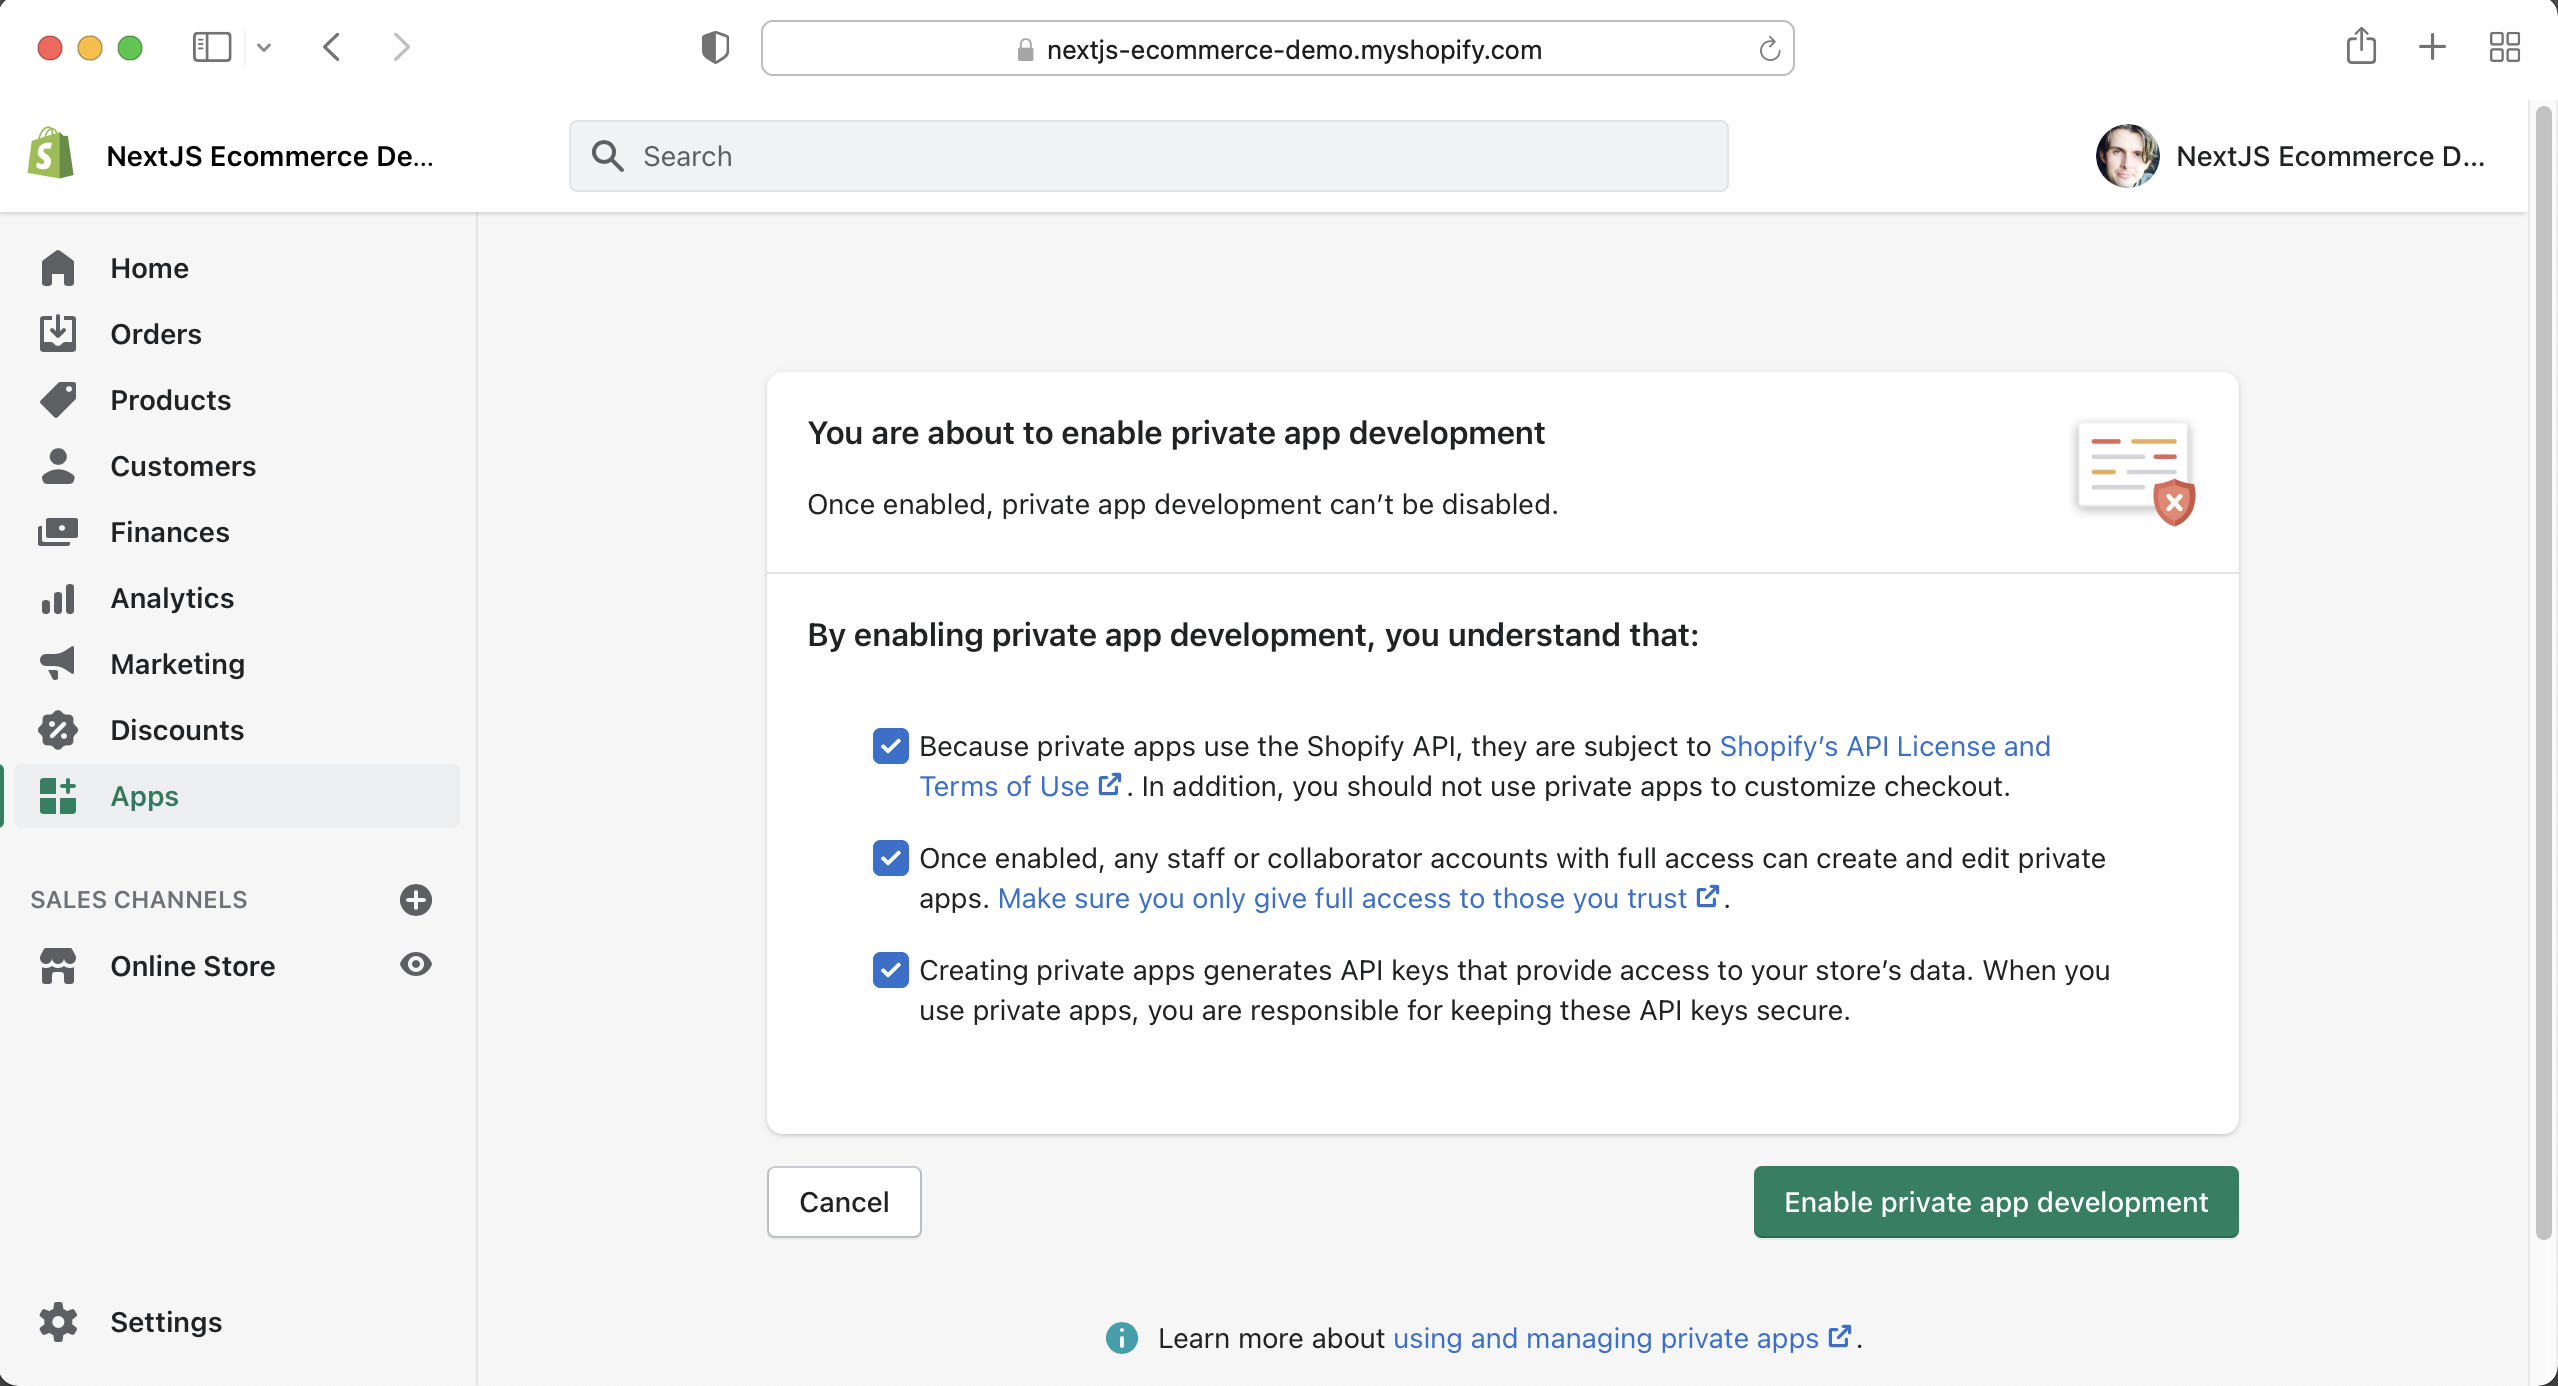 nextjs-ecommerce-demo.myshopify.com
NextJS Ecommerce De...
Search
NextJS Ecommerce D...
Home
Orders
Products
Customers
Finances
Analytics
Marketing
Discounts
Apps
SALES CHANNELS
Online Store
Settings
You are about to enable private app development
Once enabled, private app development can’t be disabled.
By enabling private app development, you understand that:
Because private apps use the Shopify API, they are subject to Shopify’s API License and
Terms of Use. In addition, you should not use private apps to customize checkout.
Once enabled, any staff or collaborator accounts with full access can create and edit private
apps. Make sure you only give full access to those you trust.
Creating private apps generates API keys that provide access to your store’s data. When you
use private apps, you are responsible for keeping these API keys secure.
Cancel
Enable private app development
Learn more about using and managing private apps.